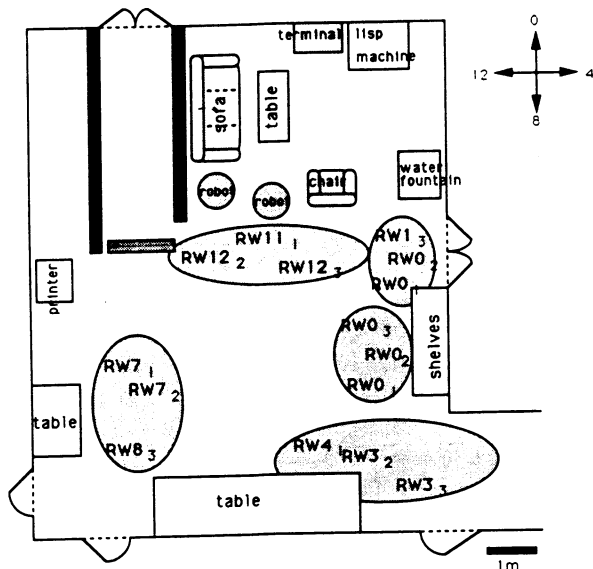 0
terminal lisp
machine
12 4
sofa
table
8
water
fountain
robot
robot
chair
RW11 1
RW12 2
RW12 3
RW1 3
RW0 2
RW0 1
printer
RW0 3
RW0 2
RW0 1
shelves
RW7 1
RW7 2
RW8 3
table
RW4 1
RW3 2
RW3 3
table
1m